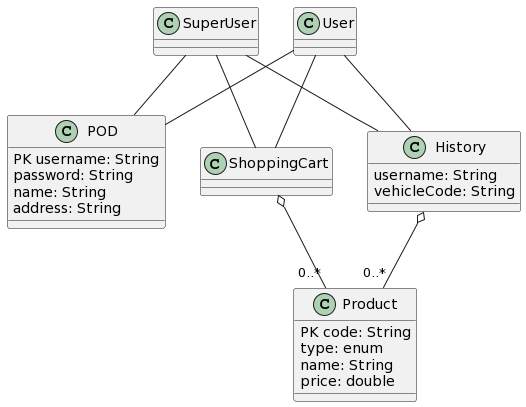 C SuperUser
C User
C POD
PK username: String
password: String
name: String
address: String
C ShoppingCart
C History
username: String
vehicleCode: String
0..*
0..*
C Product
PK code: String
type: enum
name: String
price: double